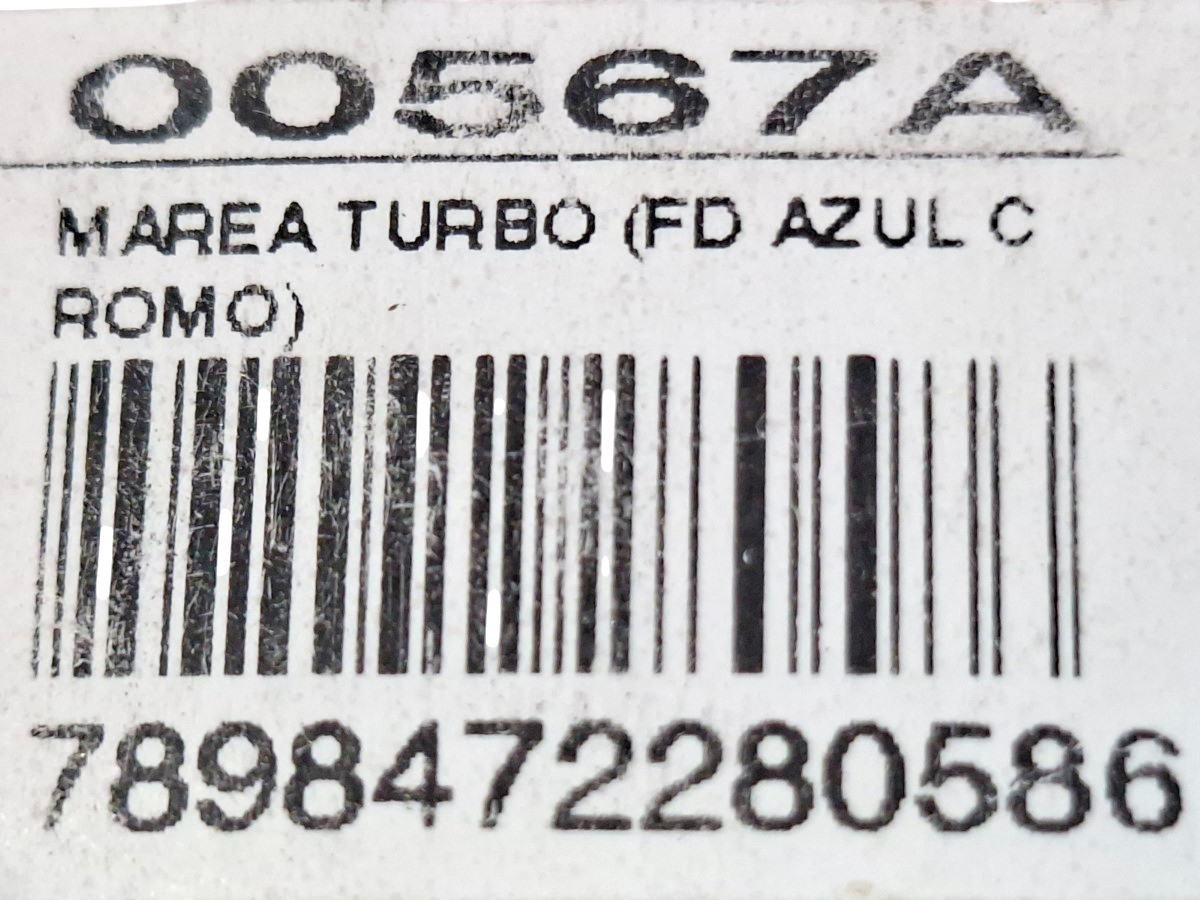 00567A
MAREA TURBO (FD AZUL C
ROMO)
7898472280586